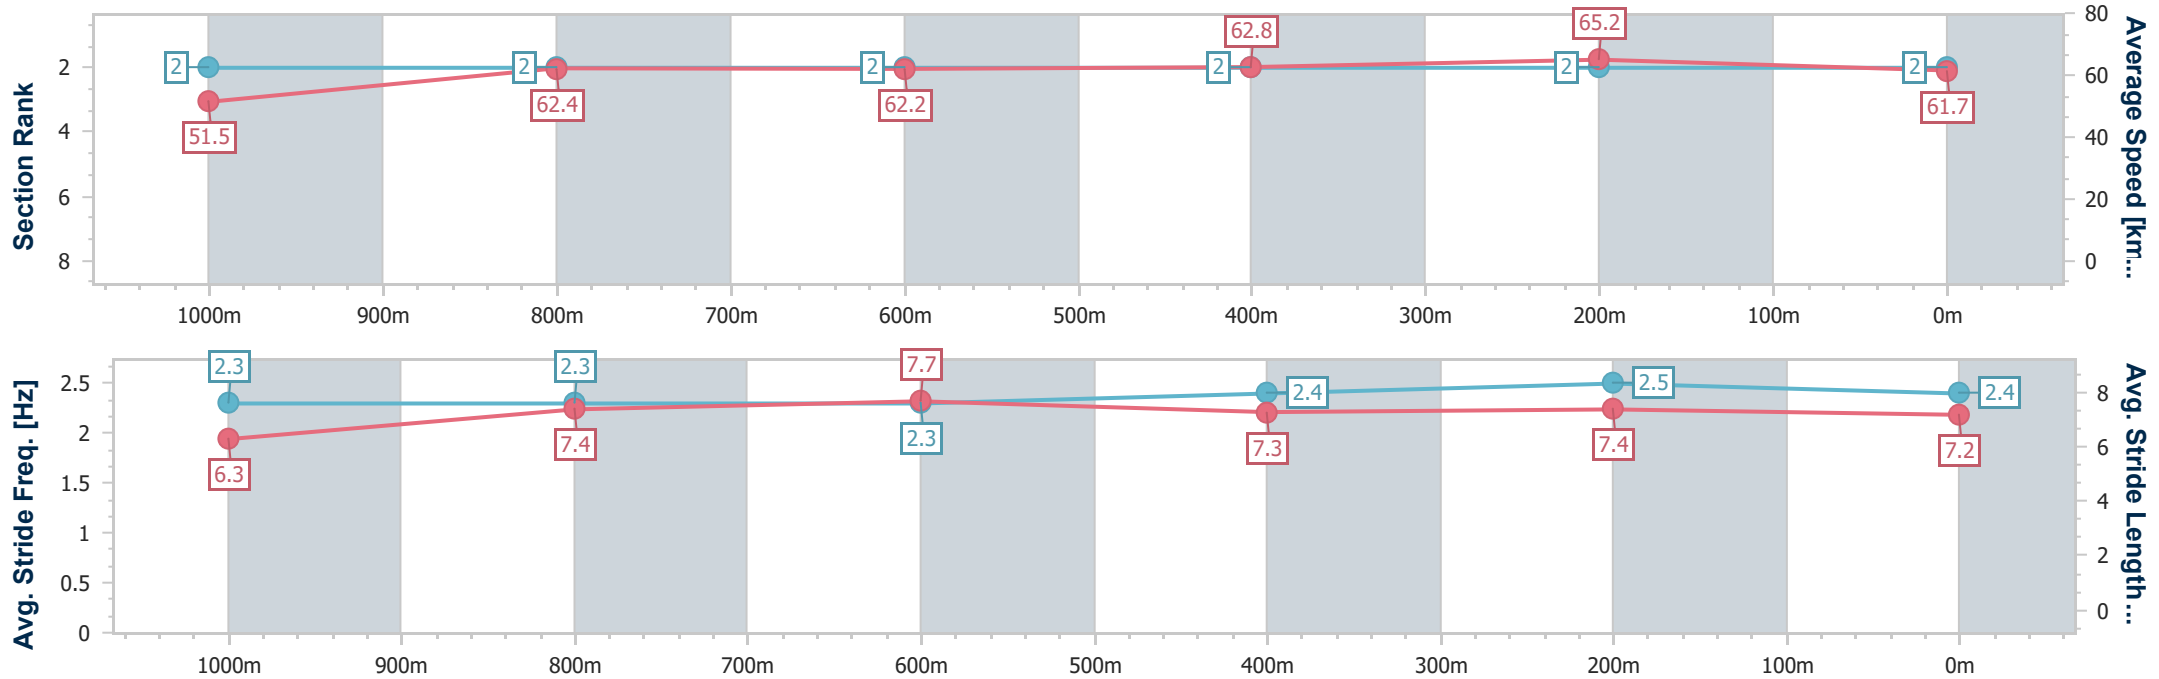 Section Rank
2
4
6
8
2
2
2
2
2
2
51.5
62.4
62.2
62.8
65.2
61.7
80
60
40
20
0
Average Speed [km...
1000m
900m
800m
700m
600m
500m
400m
300m
200m
100m
0m
Avg. Stride Freq. [Hz]
2.5
2
1.5
1
0.5
0
2.3
2.3
2.3
2.4
2.5
2.4
6.3
7.4
7.7
7.3
7.4
7.2
8
6
4
2
0
Avg. Stride Length...
1000m
900m
800m
700m
600m
500m
400m
300m
200m
100m
0m